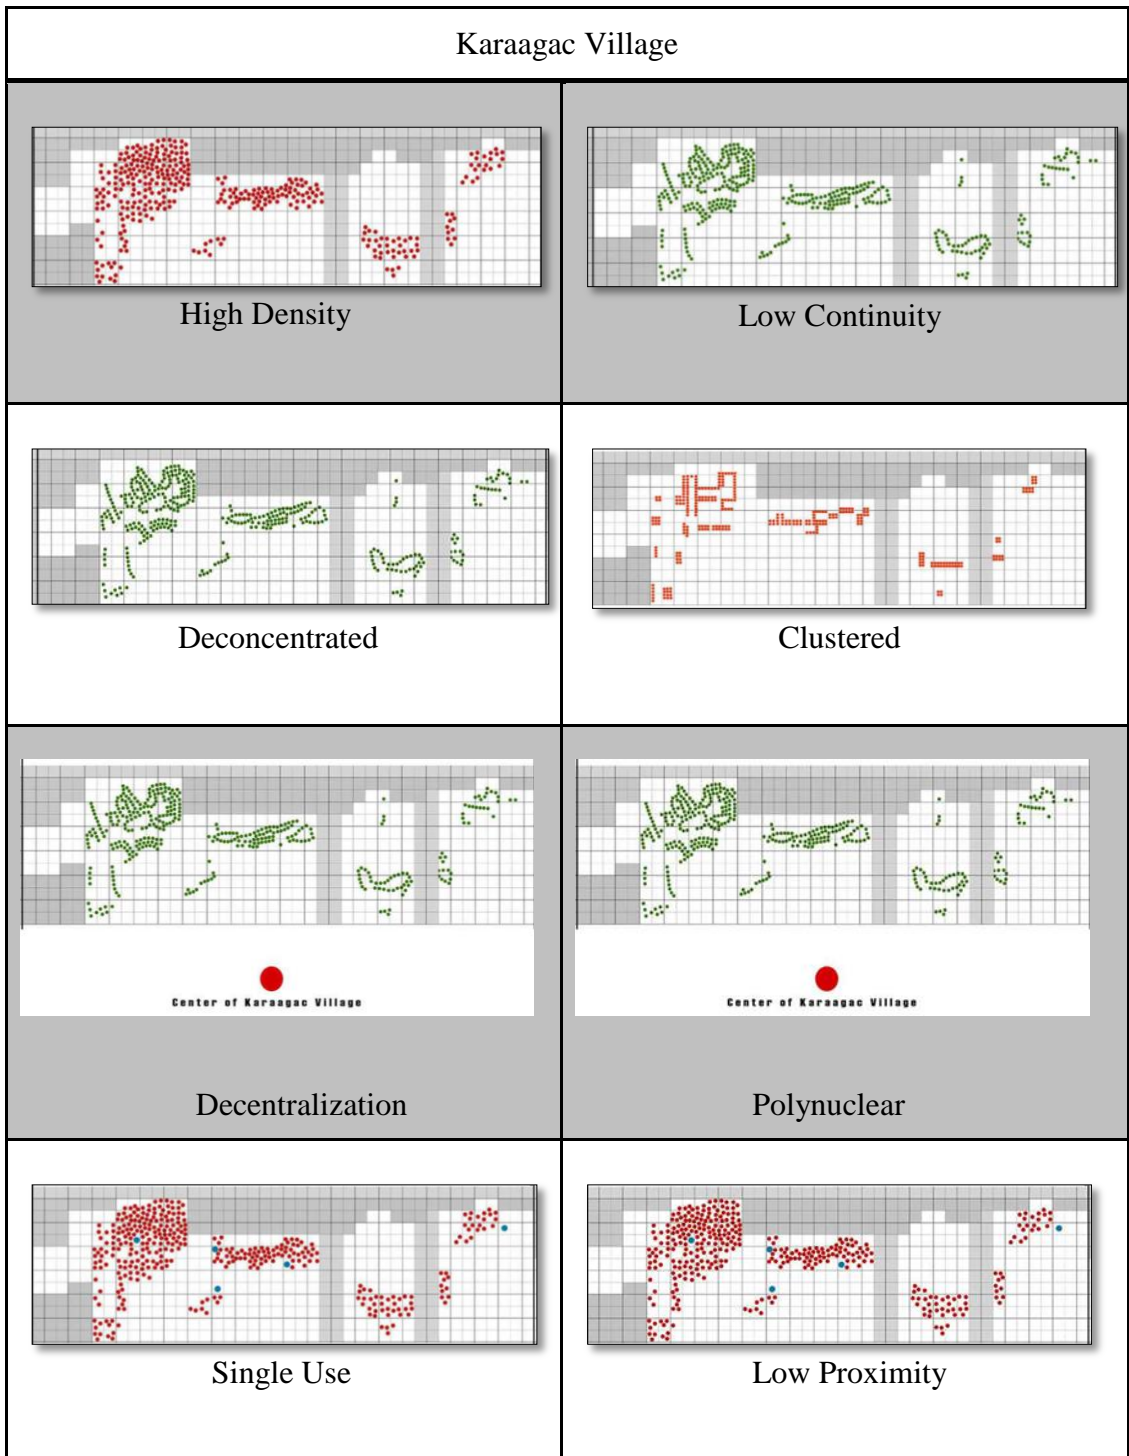 Karaagac Village
High Density
Low Continuity
Deconcentrated
Clustered
Center of Karaagac Village
Center of Karaagac Village
Decentralization
Polynuclear
Single Use
Low Proximity